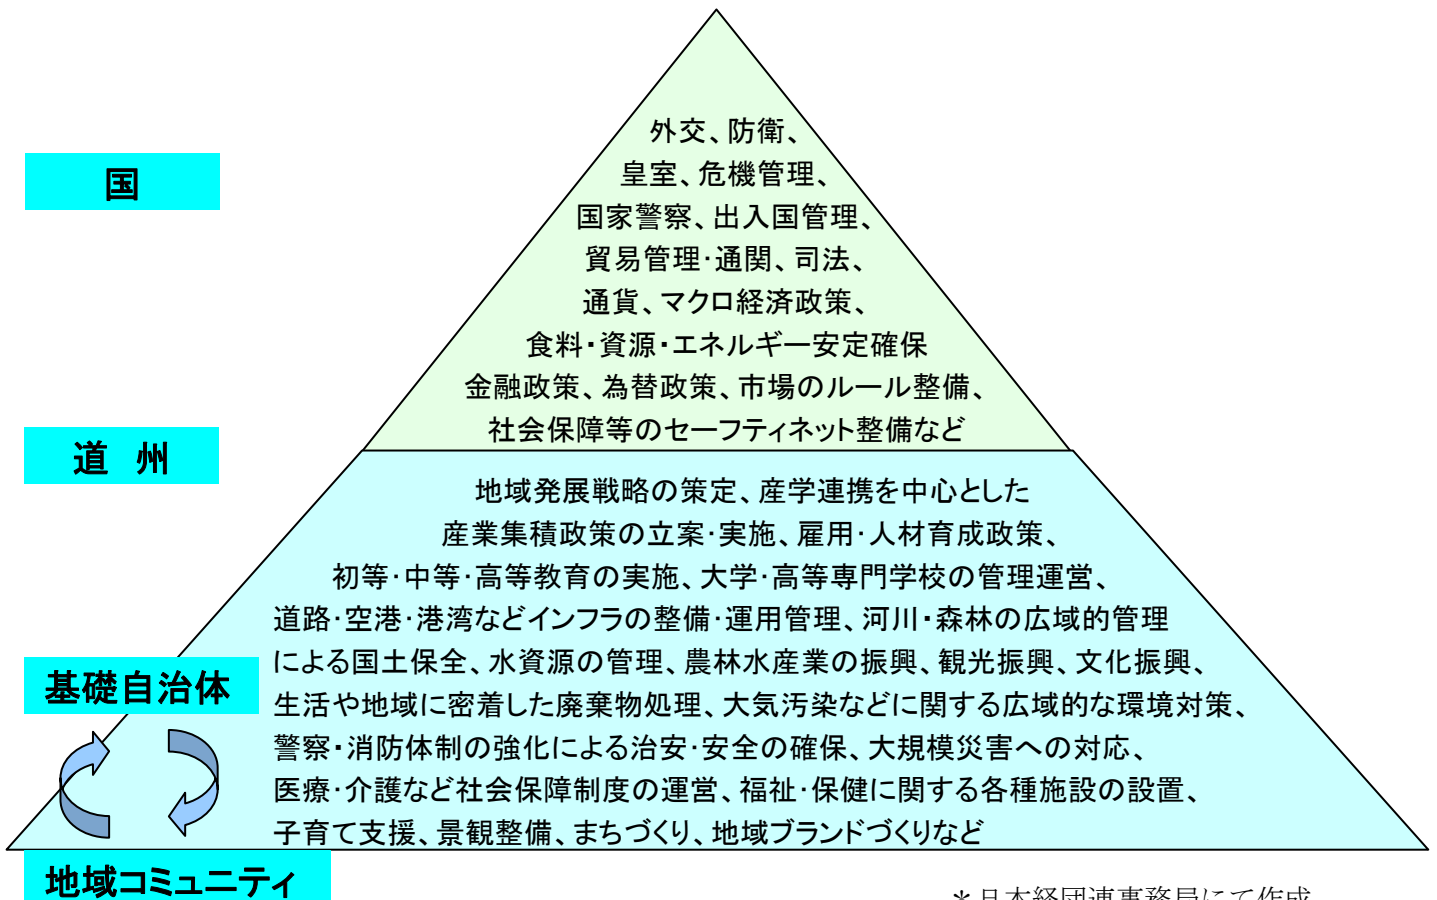 外交、防衛、
皇室、危機管理、
国
国家警察、出入国管理、
貿易管理・通関、司法、
通貨、マクロ経済政策、
食料・資源・エネルギー安定確保
金融政策、為替政策、市場のルール整備、
社会保障等のセーフティネット整備など
道 州
地域発展戦略の策定、産学連携を中心とした
産業集積政策の立案・実施、雇用・人材育成政策、
初等・中等・高等教育の実施、大学・高等専門学校の管理運営、
道路・空港・港湾などインフラの整備・運用管理、河川・森林の広域的管理
による国土保全、水資源の管理、農林水産業の振興、観光振興、文化振興、
基礎自治体
生活や地域に密着した廃棄物処理、大気汚染などに関する広域的な環境対策、
警察・消防体制の強化による治安・安全の確保、大規模災害への対応、
医療・介護など社会保障制度の運営、福祉・保健に関する各種施設の設置、
子育て支援、景観整備、まちづくり、地域ブランドづくりなど
地域コミュニティ
＊日本経団連事務局にて作成